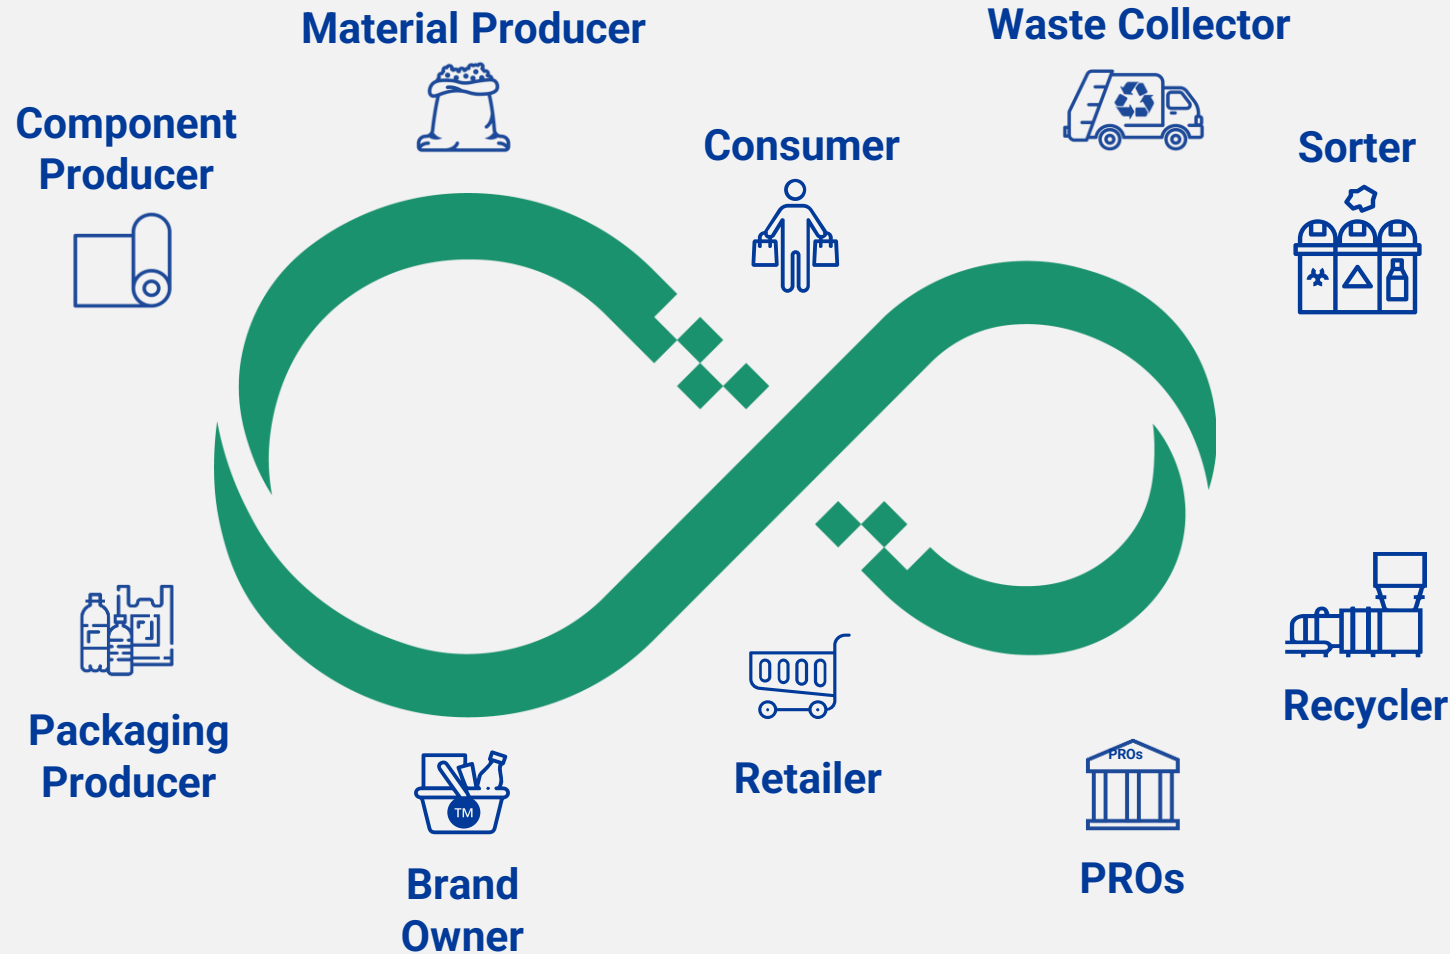 Material Producer
Waste Collector
Component
Producer
Consumer
Sorter
Packaging
Producer
Retailer
Recycler
TM
Brand
Owner
PROs
PROs